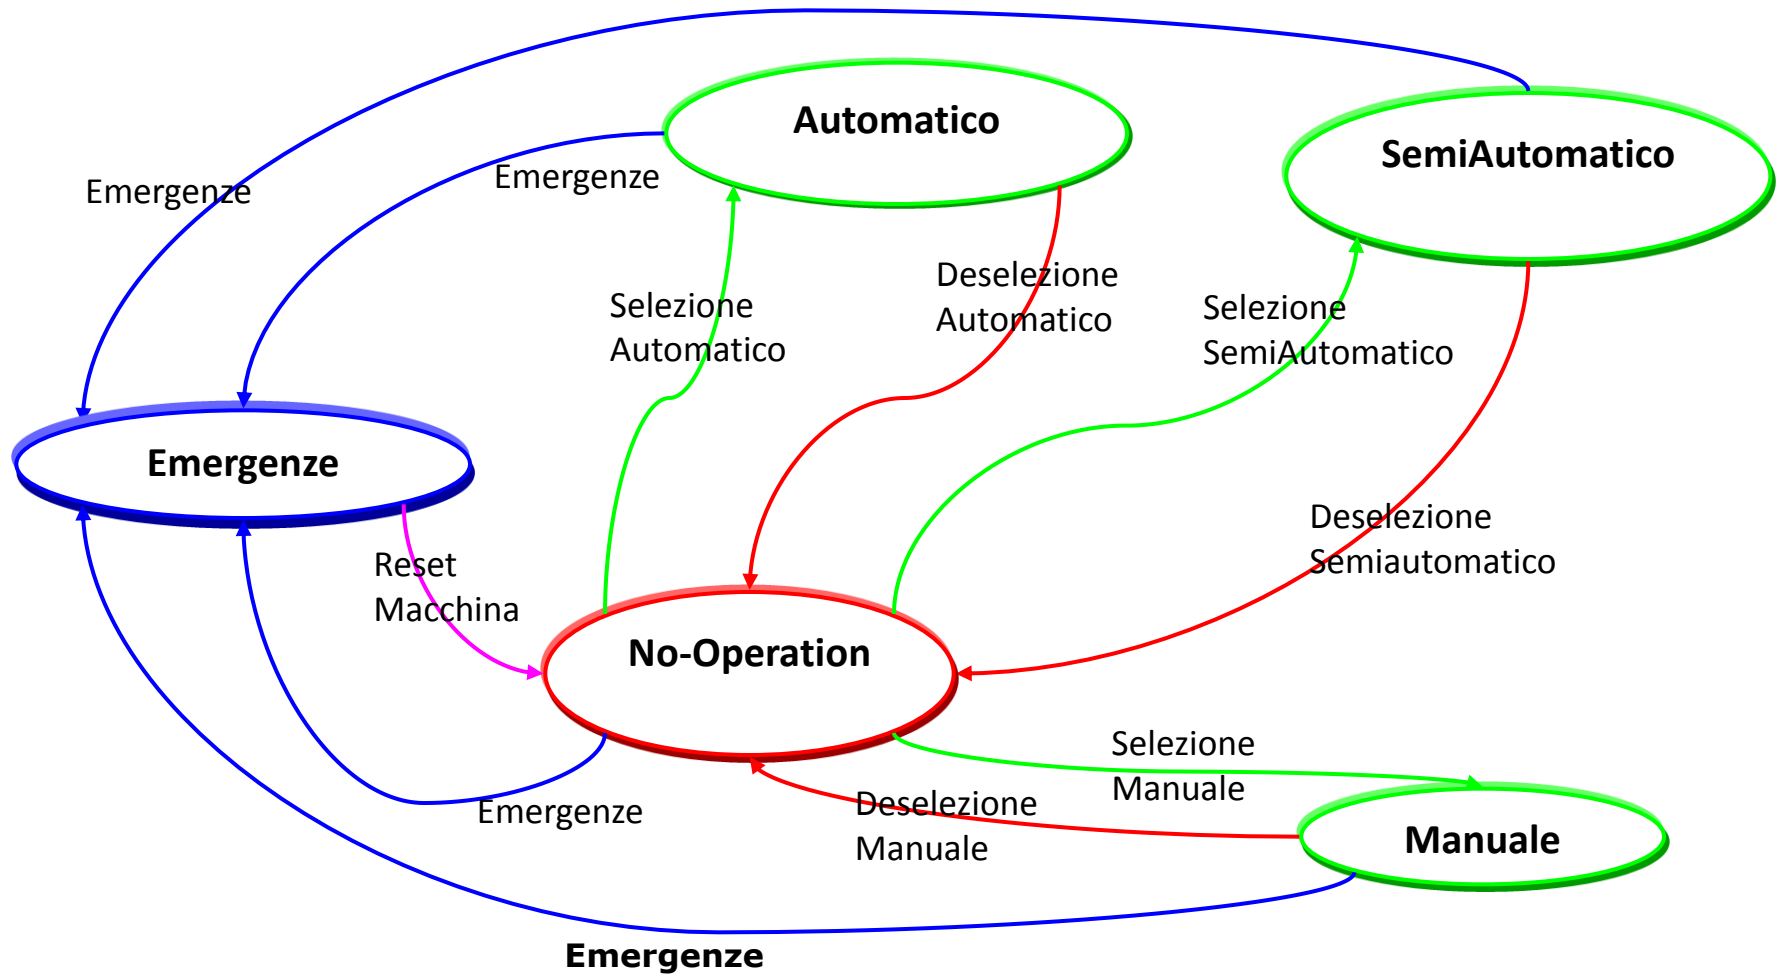 Automatico
SemiAutomatico
Emergenze
Emergenze
Deselezione
Automatico
Selezione
Automatico
Selezione
SemiAutomatico
Emergenze
Deselezione
Semiautomatico
Reset
Macchina
No-Operation
Selezione
Manuale
Deselezione
Manuale
Emergenze
Manuale
Emergenze